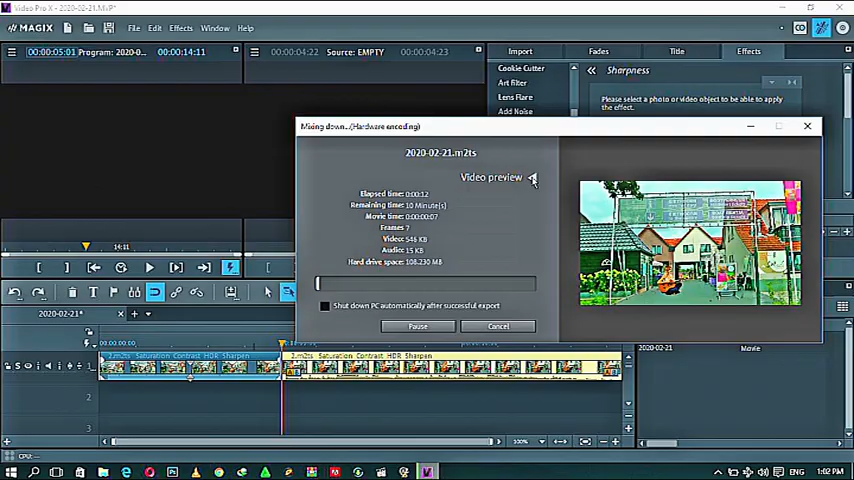 Video Pro X - 2020-02-21.MVP*
MAGIX File Edit Effects Window Help
00:00:05:01 Program: 2020-0... 00:00:14:11
00:00:04:22 Source: EMPTY 00:00:04:23
Import Fades Title Effects
Cookie Cutter
Art filter
Lens Flare
Add Noise
Sharpness
Please select a photo or video object to be able to apply
the effect.
Mixing down...(Hardware encoding)
2020-02-21.m2ts
Video preview
Elapsed time: 0:00:12
Remaining time: 10 Minute(s)
Movie time: 0:00:00:07
Frames 7
Video: 546 KB
Audio: 15 KB
Hard drive space: 108.230 MB
Shut down PC automatically after successful export
Pause Cancel
14:11
2020-02-21*
00:00:00:00
2.m2ts Saturation Contrast HDR Sharpen
2.m2ts Saturation Contrast HDR Sharpen
S
1
2
3
100%
2020-02-21 Movie
CPU: —
ENG 1:02 PM